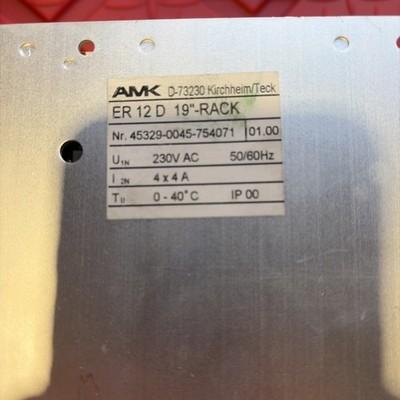 AMK D-73230 Kirchheim/Teck
ER 12 D 19"-RACK
Nr. 45329-0045-754071 01.00
U1N 230V AC 50/60Hz
I 2N 4 x 4 A
TU 0 - 40° C IP 00